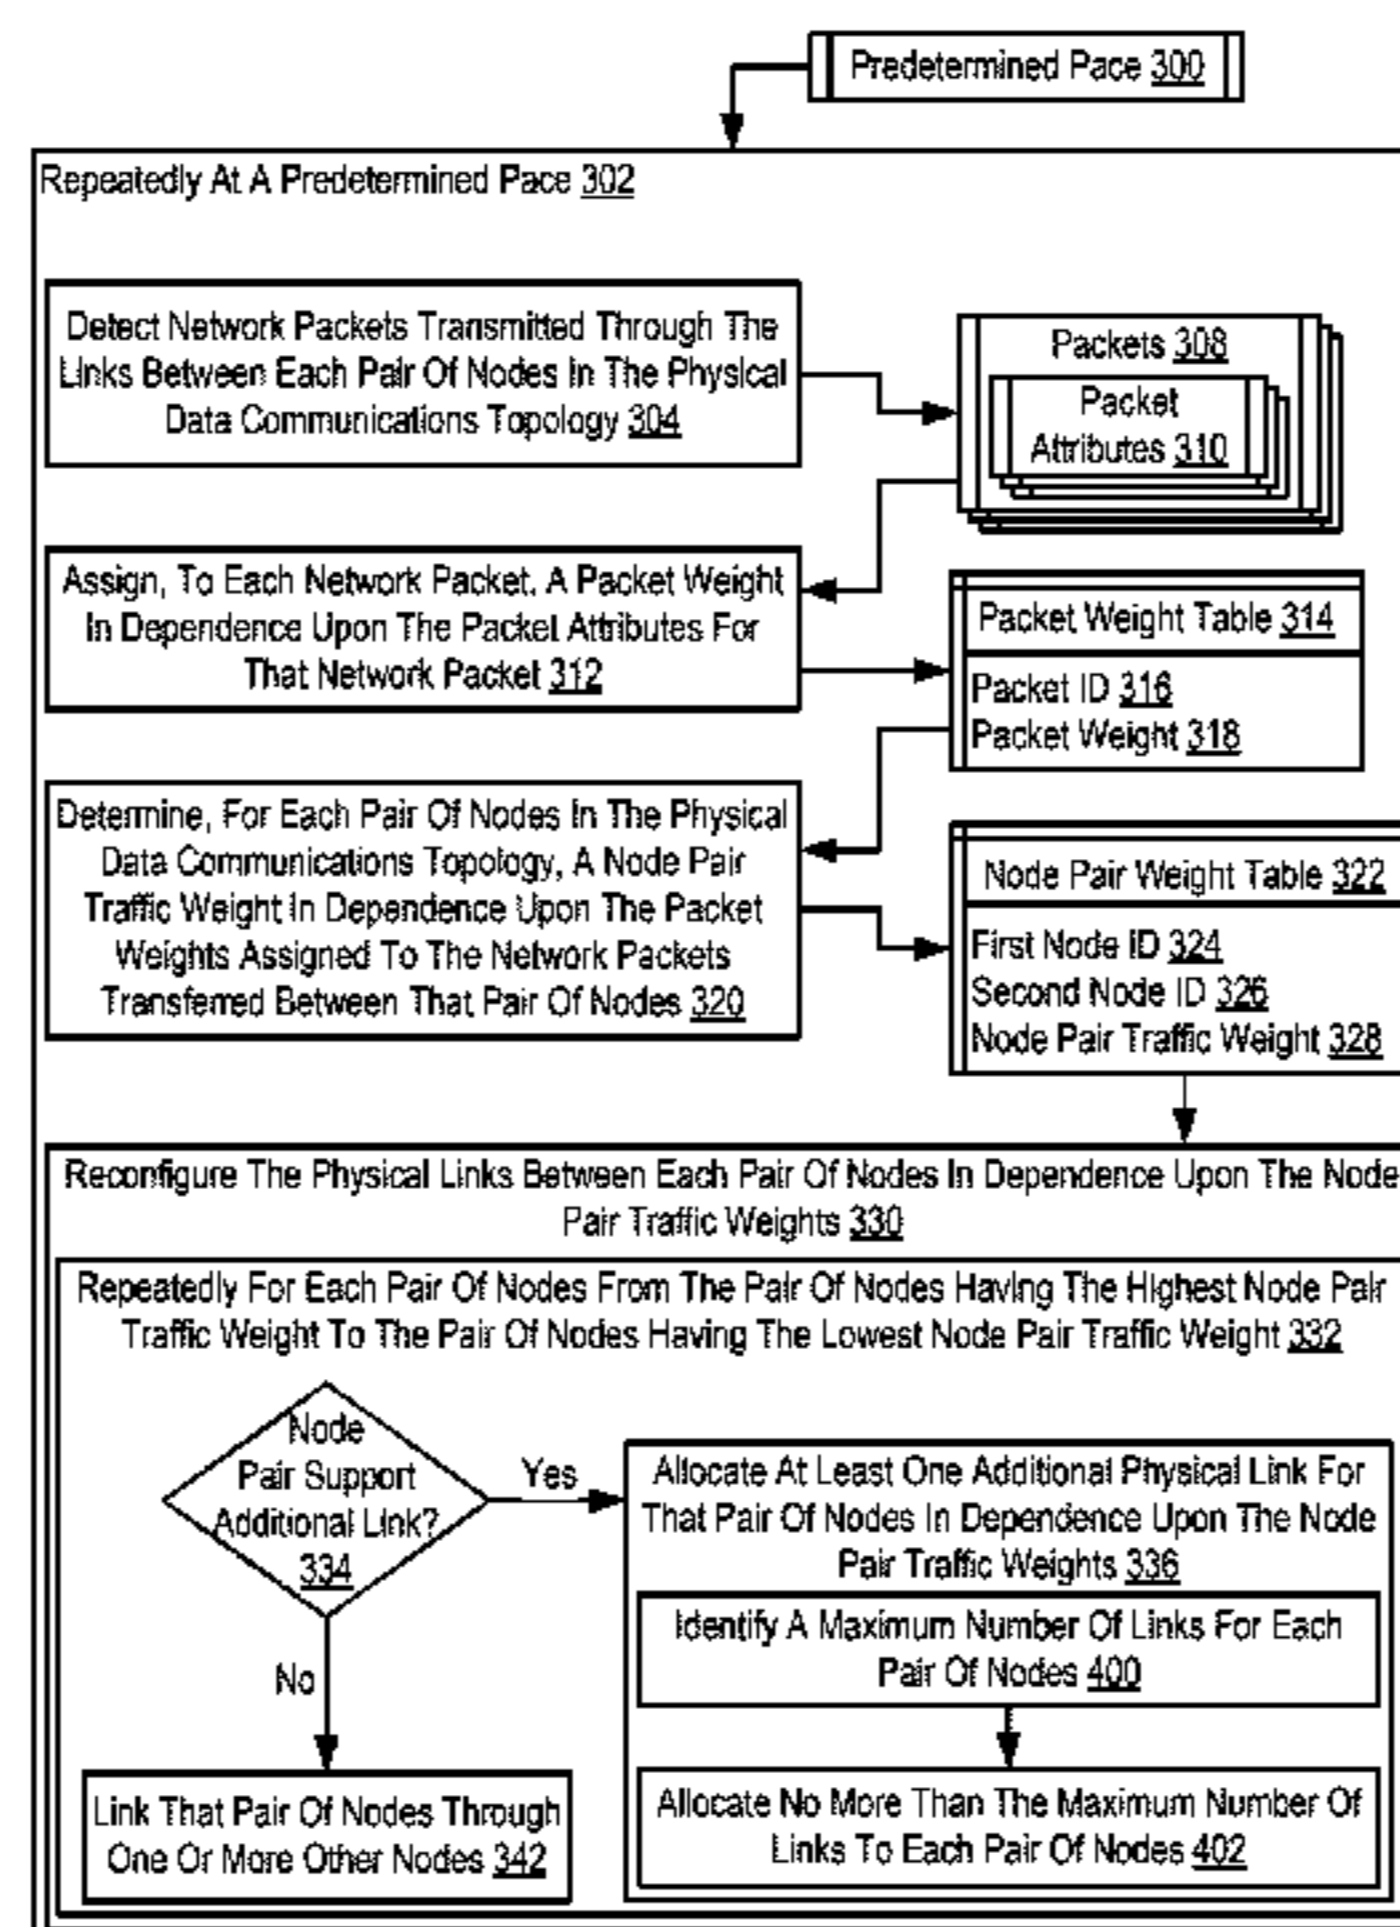 Predetermined Pace 300
Repeatedly At A Predetermined Pace 302
Detect Network Packets Transmitted Through The
Links Between Each Pair Of Nodes In The Physical
Data Communications Topology 304
Packets 308
Packet
Attributes 310
Assign, To Each Network Packet, A Packet Weight
In Dependence Upon The Packet Attributes For
That Network Packet 312
Packet Weight Table 314
Packet ID 316
Packet Weight 318
Determine, For Each Pair Of Nodes In The Physical
Data Communications Topology, A Node Pair
Traffic Weight In Dependence Upon The Packet
Weights Assigned To The Network Packets
Transferred Between That Pair Of Nodes 320
Node Pair Weight Table 322
First Node ID 324
Second Node ID 326
Node Pair Traffic Weight 328
Reconfigure The Physical Links Between Each Pair Of Nodes In Dependence Upon The Node
Pair Traffic Weights 330
Repeatedly For Each Pair Of Nodes From The Pair Of Nodes Having The Highest Node Pair
Traffic Weight To The Pair Of Nodes Having The Lowest Node Pair Traffic Weight 332
Node
Pair Support
Additional Link?
334
Yes
No
Allocate At Least One Additional Physical Link For
That Pair Of Nodes In Dependence Upon The Node
Pair Traffic Weights 336
Identify A Maximum Number Of Links For Each
Pair Of Nodes 400
Allocate No More Than The Maximum Number Of
Links To Each Pair Of Nodes 402
Link That Pair Of Nodes Through
One Or More Other Nodes 342